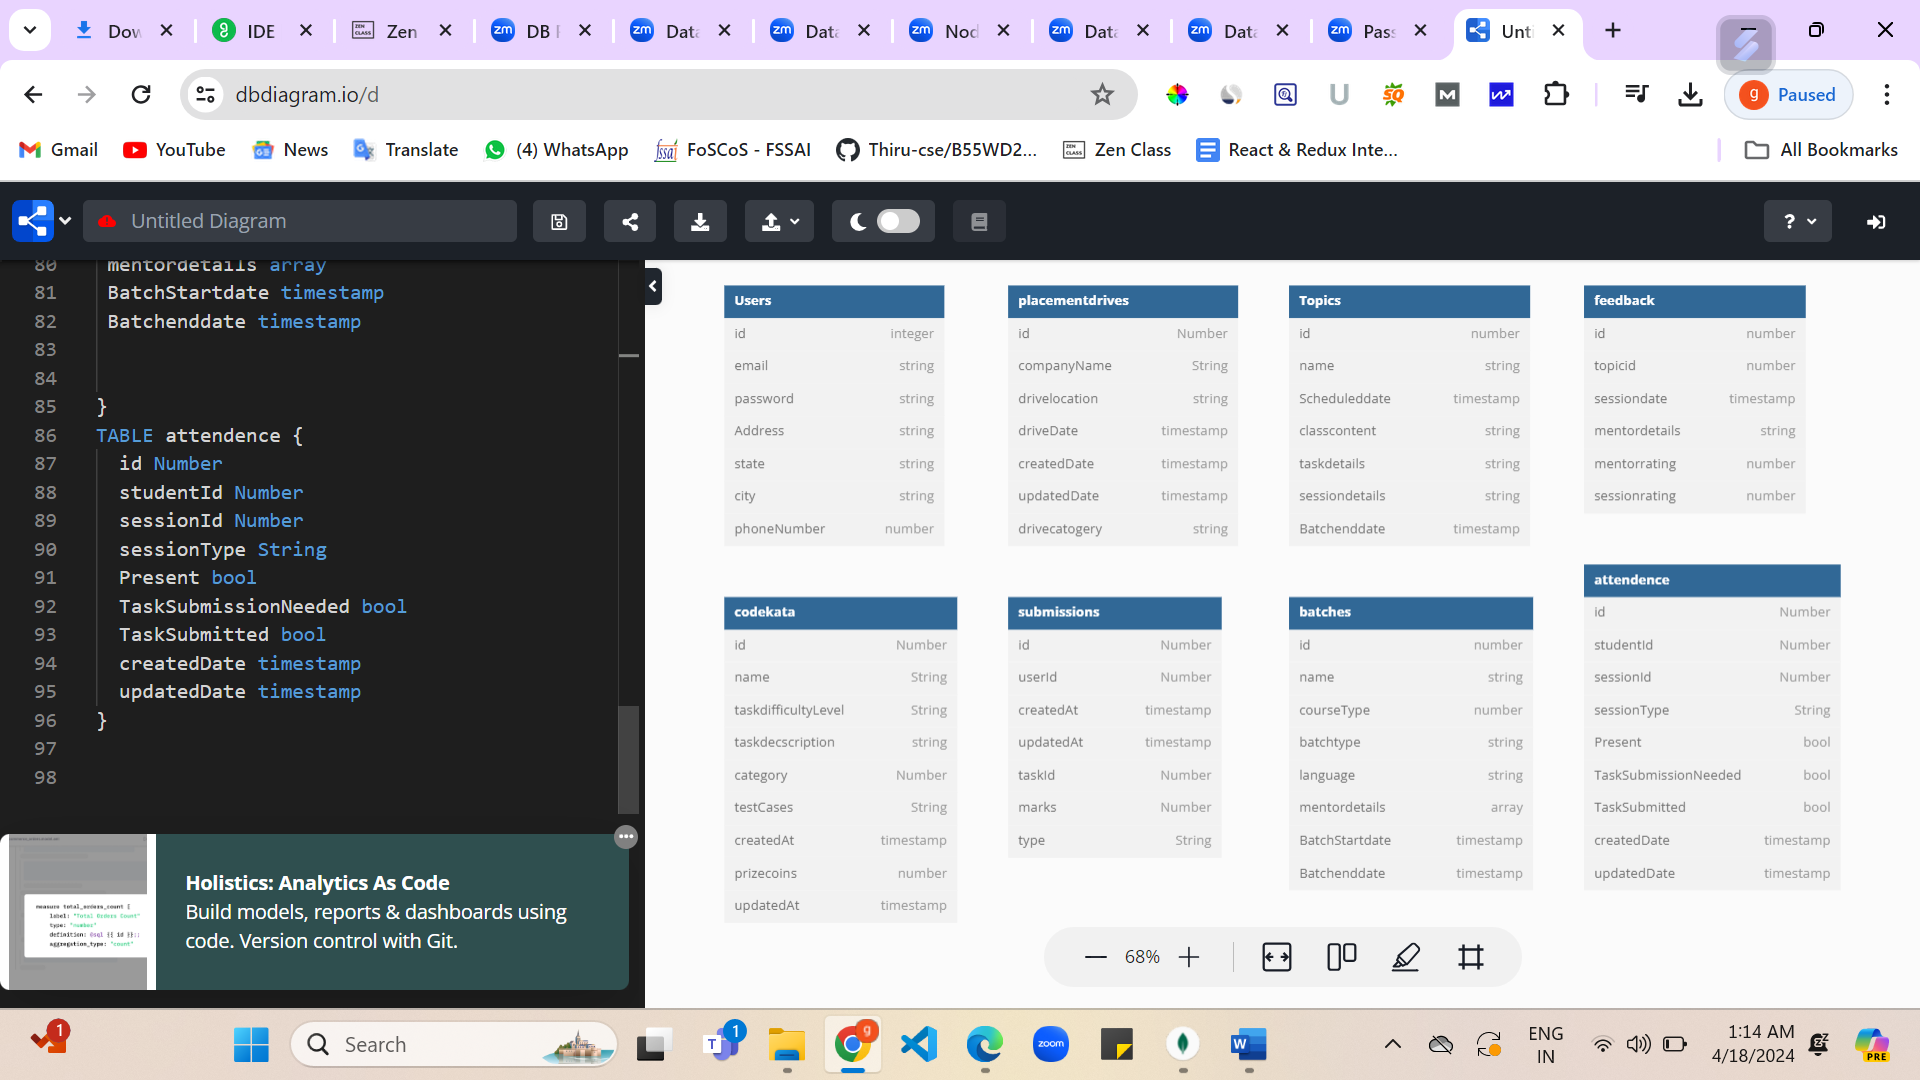 Dow
IDE
Zen
DB
Data
Data
Nod
Data
Data
Pass
Unti
dbdiagram.io/d
Paused
Gmail
YouTube
News
Translate
(4) WhatsApp
FoSCoS - FSSAI
Thiru-cse/B55WD2...
Zen Class
React & Redux Inte...
All Bookmarks
Untitled Diagram
?
80 mentordetails array
81 BatchStartdate timestamp
82 Batchenddate timestamp
83
84
85 }
86 TABLE attendence {
87 id Number
88 studentId Number
89 sessionId Number
90 sessionType String
91 Present bool
92 TaskSubmissionNeeded bool
93 TaskSubmitted bool
94 createdDate timestamp
95 updatedDate timestamp
96 }
97
98
Holistics: Analytics As Code
Build models, reports & dashboards using
code. Version control with Git.
Users
id integer
email string
password string
Address string
state string
city string
phoneNumber number
placementdrives
id Number
companyName String
drivelocation string
driveDate timestamp
createdDate timestamp
updatedDate timestamp
drivecatogery string
Topics
id number
name string
Scheduleddate timestamp
classcontent string
taskdetails string
sessiondetails string
Batchenddate timestamp
feedback
id number
topicid number
sessiondate timestamp
mentordetails string
mentorrating number
sessionrating number
codekata
id Number
name String
taskdifficultyLevel String
taskdecscription string
category Number
testCases String
createdAt timestamp
prizecoins number
updatedAt timestamp
submissions
id Number
userId Number
createdAt timestamp
updatedAt timestamp
taskId Number
marks Number
type String
batches
id number
name string
courseType number
batchtype string
language string
mentordetails array
BatchStartdate timestamp
Batchenddate timestamp
attendence
id Number
studentId Number
sessionId Number
sessionType String
Present bool
TaskSubmissionNeeded bool
TaskSubmitted bool
createdDate timestamp
updatedDate timestamp
68%
1
Search
1
zoom
ENG
IN
1:14 AM
4/18/2024
PRE